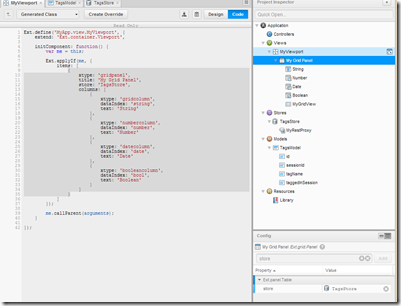 MyViewport
TagsModel
TagsStore
Project Inspector
Generated Class
Create Override
Design
Code
Quick Open...
Read Only
Ext.define("MyApp.view.MyViewport", {
extend: "Ext.container.Viewport",
initComponent: function() {
var me = this;
Ext.applyIf(me, {
items: [
{
xtype: "gridpanel",
title: "My Grid Panel",
store: "TagsStore",
columns: [
{
xtype: "gridcolumn",
dataIndex: "string",
text: "String"
},
{
xtype: "numbercolumn",
dataIndex: "number",
text: "Number"
},
{
xtype: "datecolumn",
dataIndex: "date",
text: "Date"
},
{
xtype: "booleancolumn",
dataIndex: "bool",
text: "Boolean"
}
]
}
]
});
me.callParent(arguments);
}
});
Application
Controllers
Views
MyViewport
My Grid Panel
String
Number
Date
Boolean
MyGridView
Stores
TagsStore
MyRestProxy
Models
TagsModel
id
sessionId
tagName
taggedInSession
Resources
Library
Config
My Grid Panel Ext.grid.Panel
store
Add
Property
Value
Ext.panel.Table
store
TagsStore